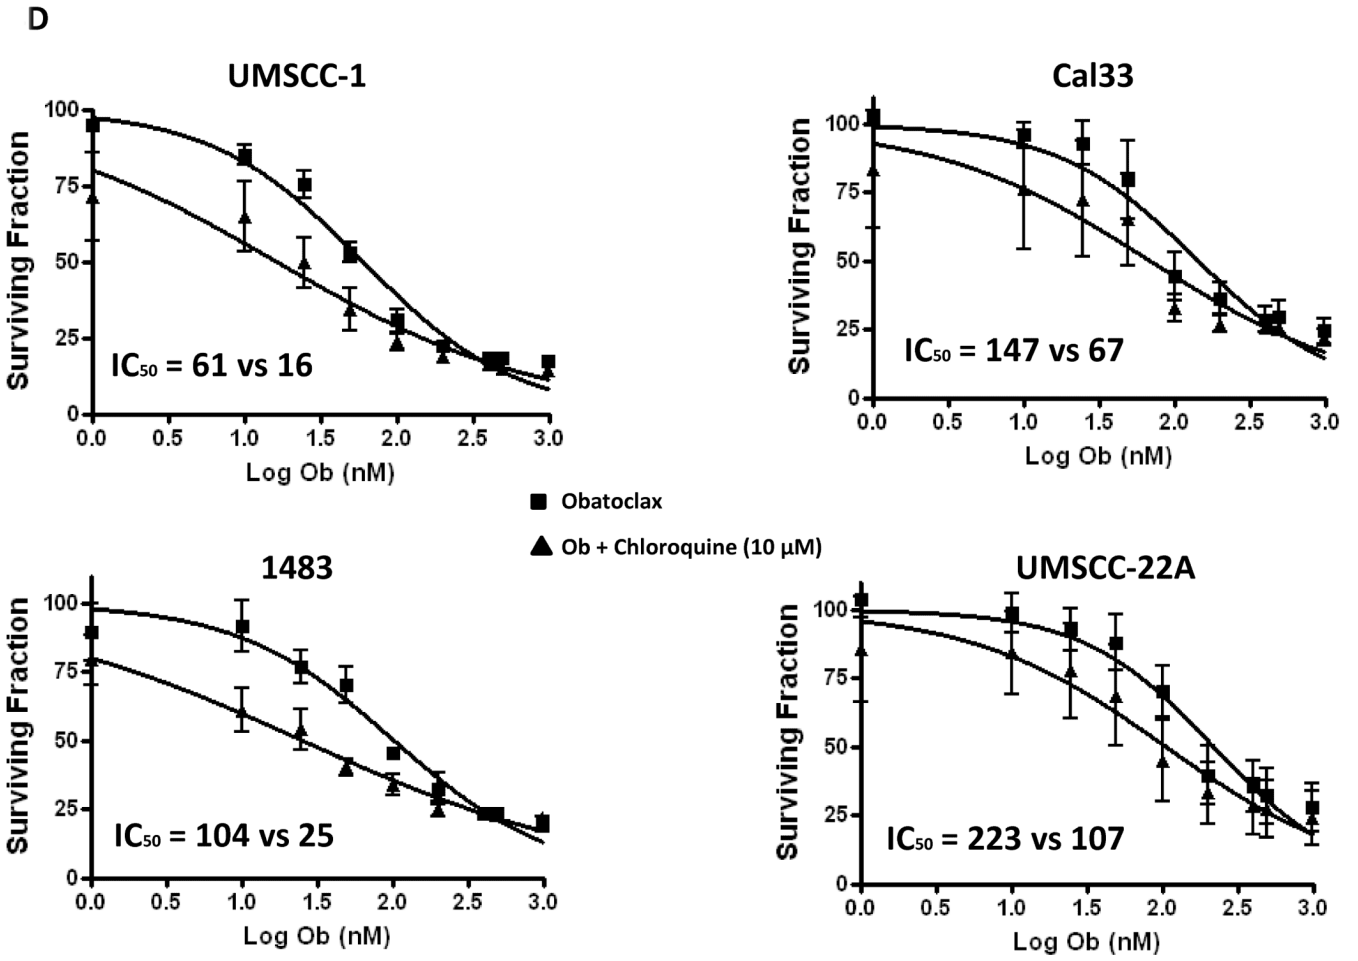 D
UMSCC-1
Surviving Fraction
100
75
50
25
0
IC50 = 61 vs 16
0.0 0.5 1.0 1.5 2.0 2.5 3.0
Log Ob (nM)
Cal33
Surviving Fraction
100
75
50
25
0
IC50 = 147 vs 67
0.0 0.5 1.0 1.5 2.0 2.5 3.0
Log Ob (nM)
Obatoclax
Ob + Chloroquine (10 μM)
1483
Surviving Fraction
100
75
50
25
0
IC50 = 104 vs 25
0.0 0.5 1.0 1.5 2.0 2.5 3.0
Log Ob (nM)
UMSCC-22A
Surviving Fraction
100
75
50
25
0
IC50 = 223 vs 107
0.0 0.5 1.0 1.5 2.0 2.5 3.0
Log Ob (nM)